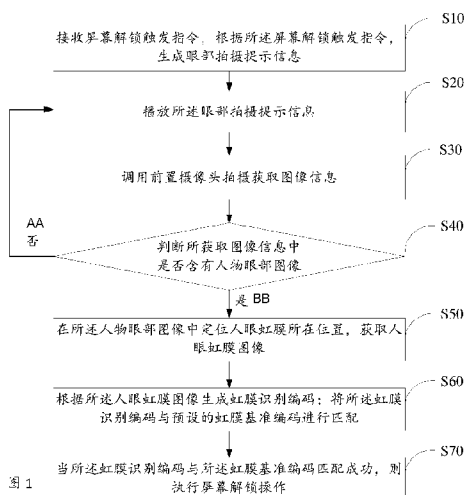 S10
接收屏幕解锁触发指令，根据所述屏幕解锁触发指令，
生成眼部拍摄提示信息
S20
播放所述眼部拍摄提示信息
S30
调用前置摄像头拍摄获取图像信息
S40
判断所获取图像信息中
是否含有人物眼部图像
AA
否
是 BB
S50
在所述人物眼部图像中定位人眼虹膜所在位置，获取人
眼虹膜图像
S60
根据所述人眼虹膜图像生成虹膜识别编码；将所述虹膜
识别编码与预设的虹膜基准编码进行匹配
S70
当所述虹膜识别编码与所述虹膜基准编码匹配成功，则
执行屏幕解锁操作
图 1